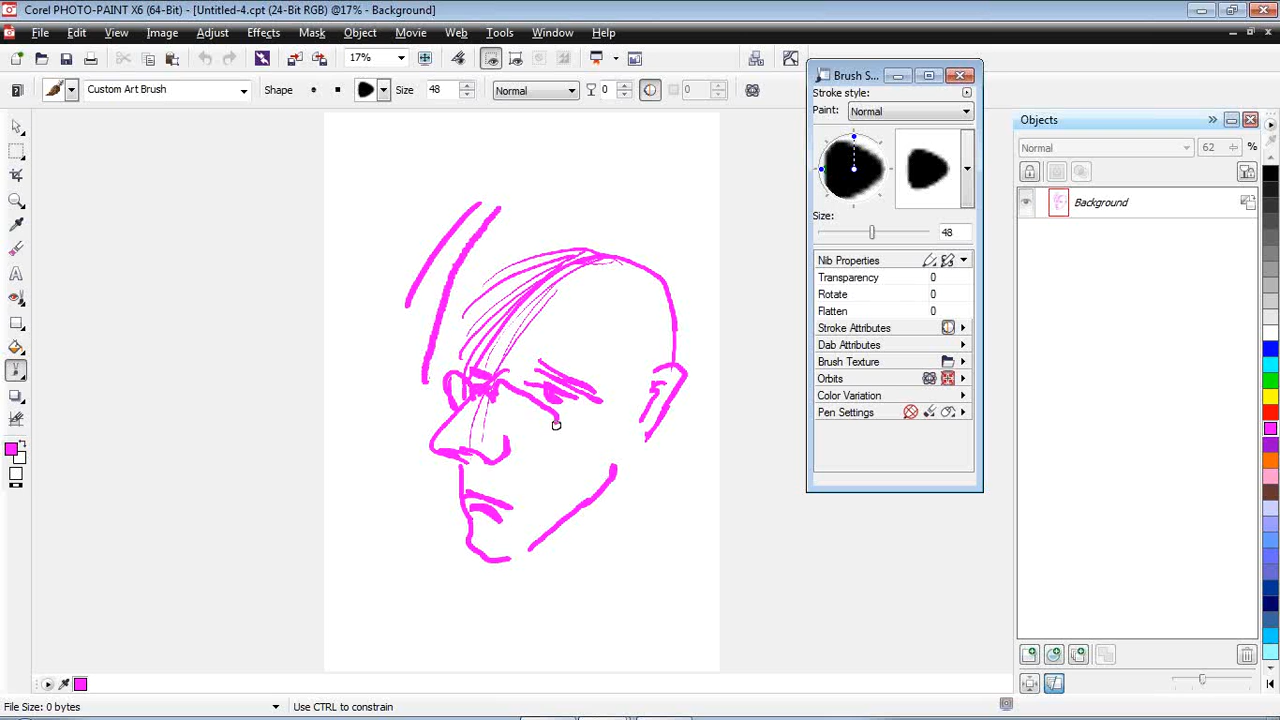 Corel PHOTO-PAINT X6 (64-Bit) - [Untitled-4.cpt (24-Bit RGB) @17% - Background]
File Edit View Image Adjust Effects Mask Object Movie Web Tools Window Help
17%
Custom Art Brush Shape Size 48 Normal 0 0
Brush S...
Stroke style:
Paint: Normal
Size:
48
Nib Properties
Transparency 0
Rotate 0
Flatten 0
Stroke Attributes
Dab Attributes
Brush Texture
Orbits
Color Variation
Pen Settings
Objects
Normal 62 %
Background
File Size: 0 bytes Use CTRL to constrain